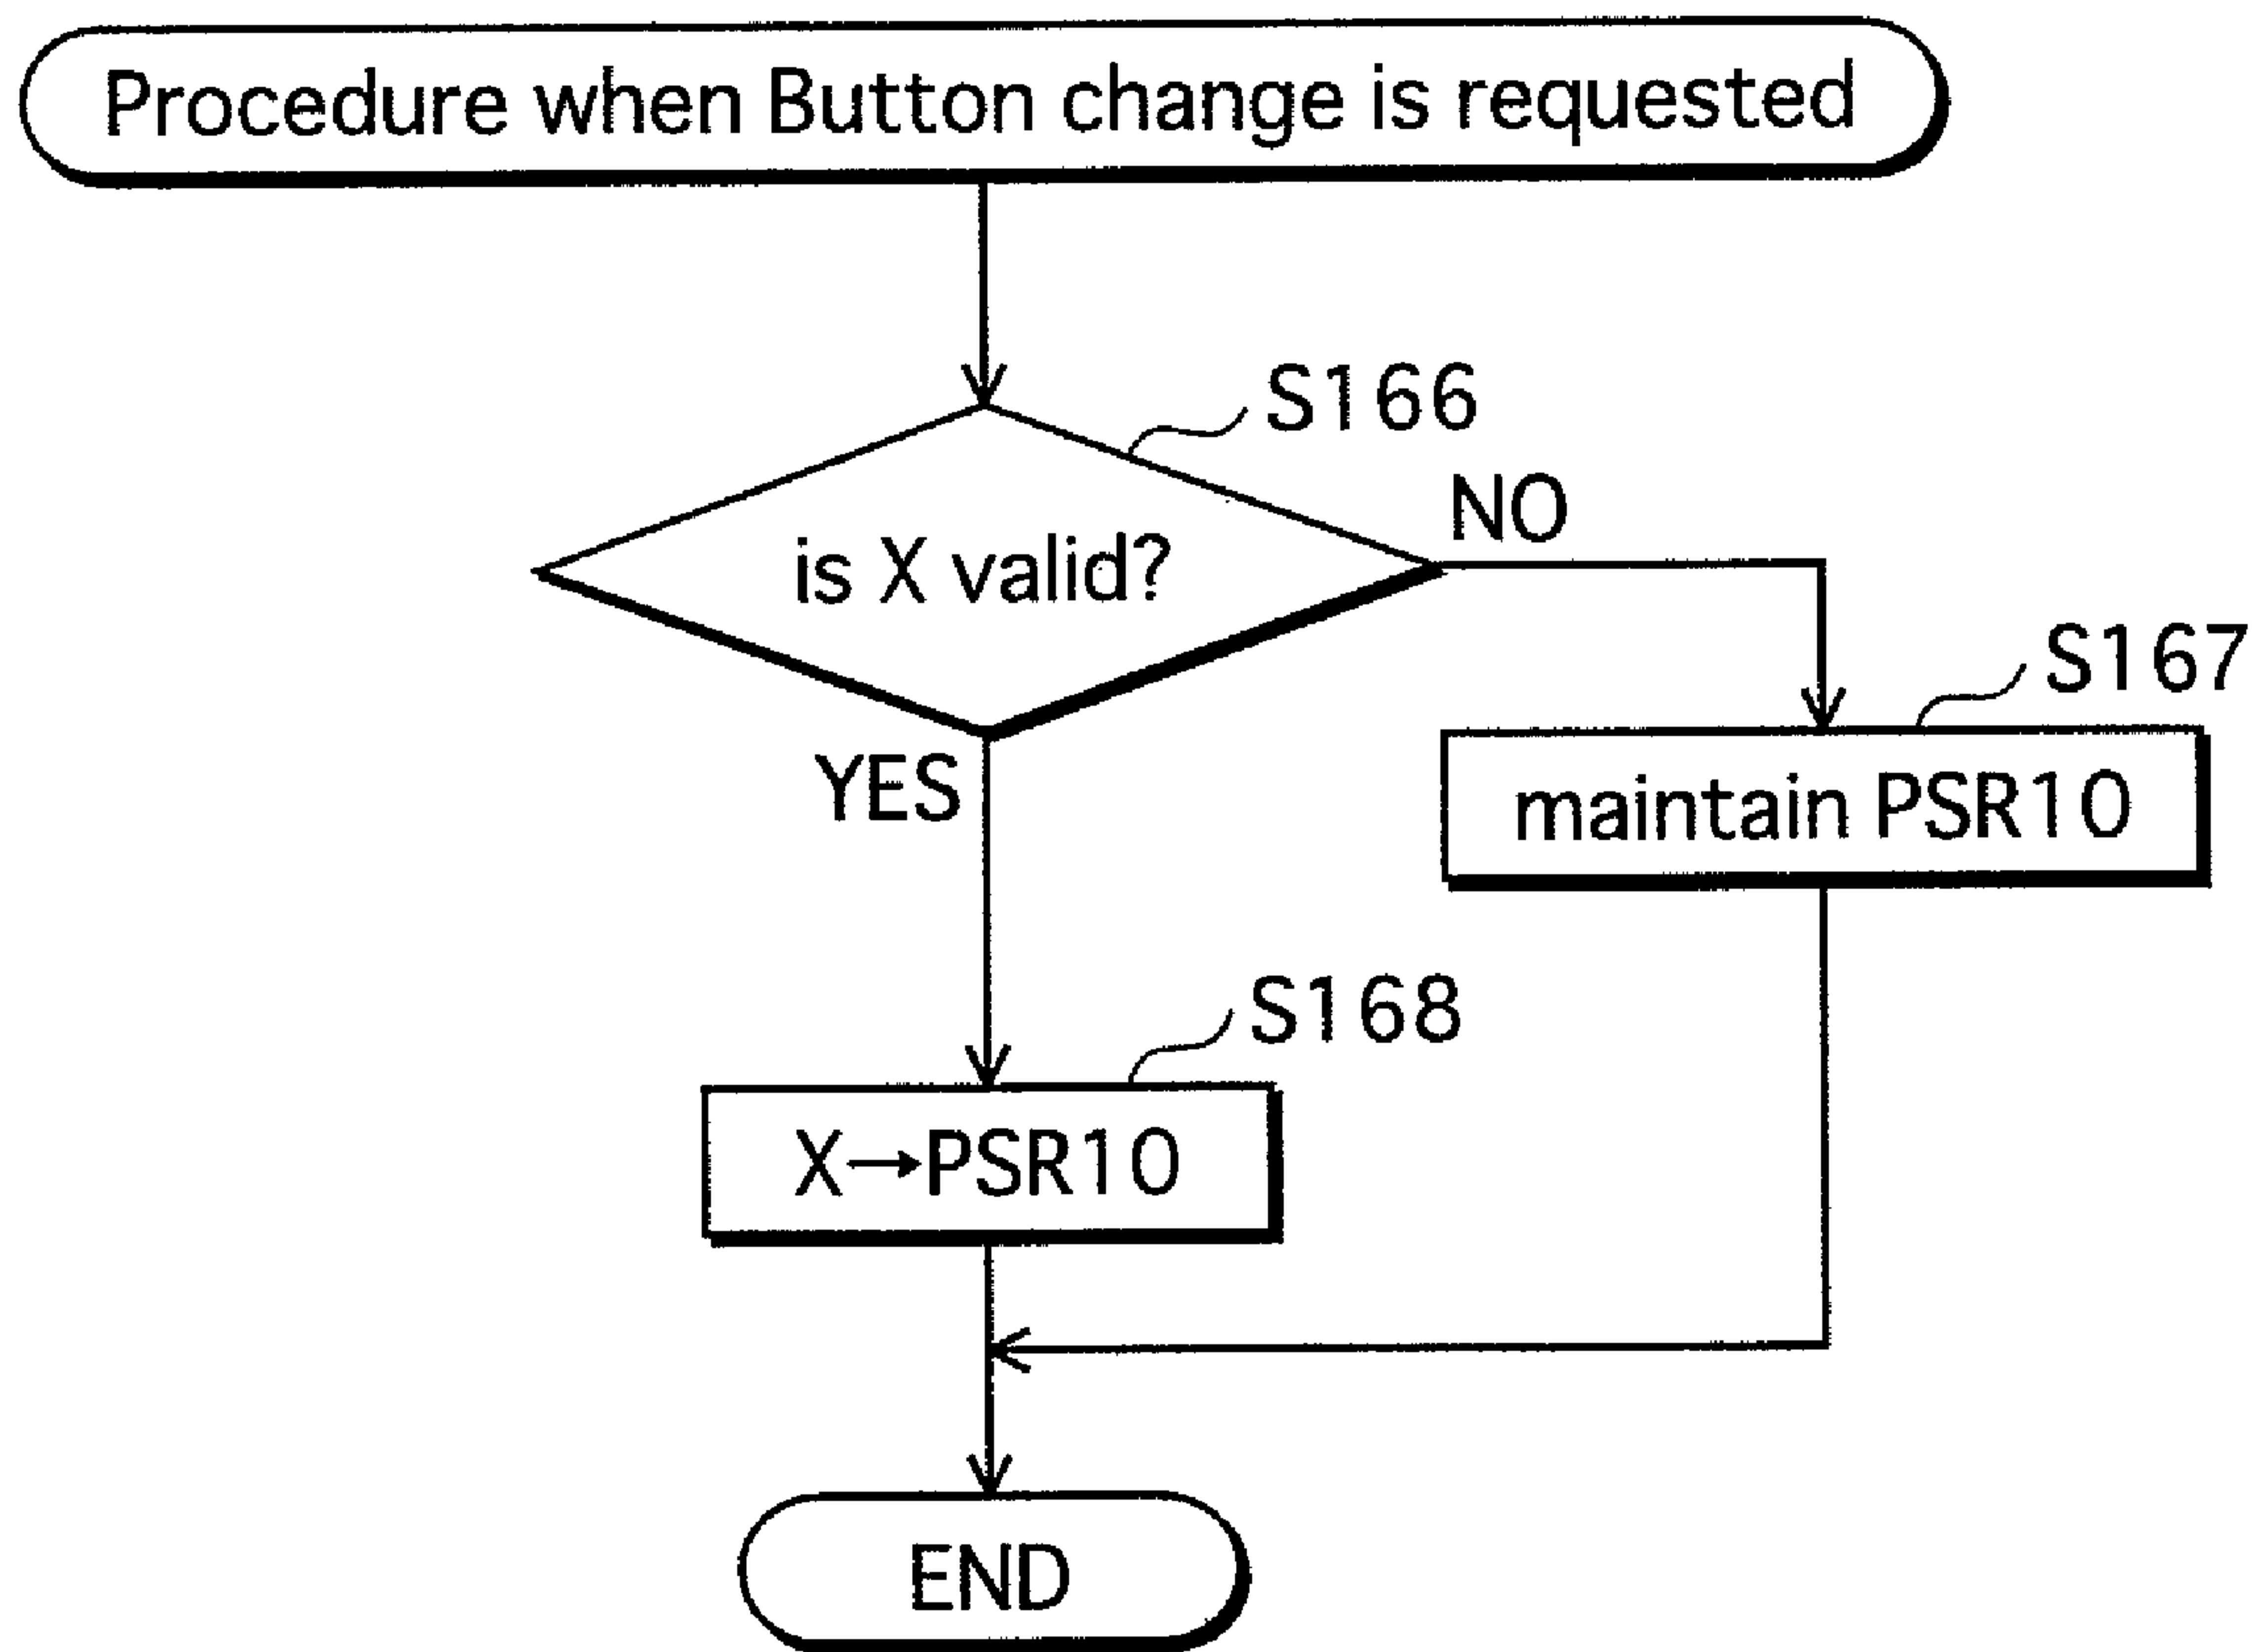 Procedure when Button change is requested
S166
is X valid?
NO
S167
YES
maintain PSR10
S168
X→PSR10
END